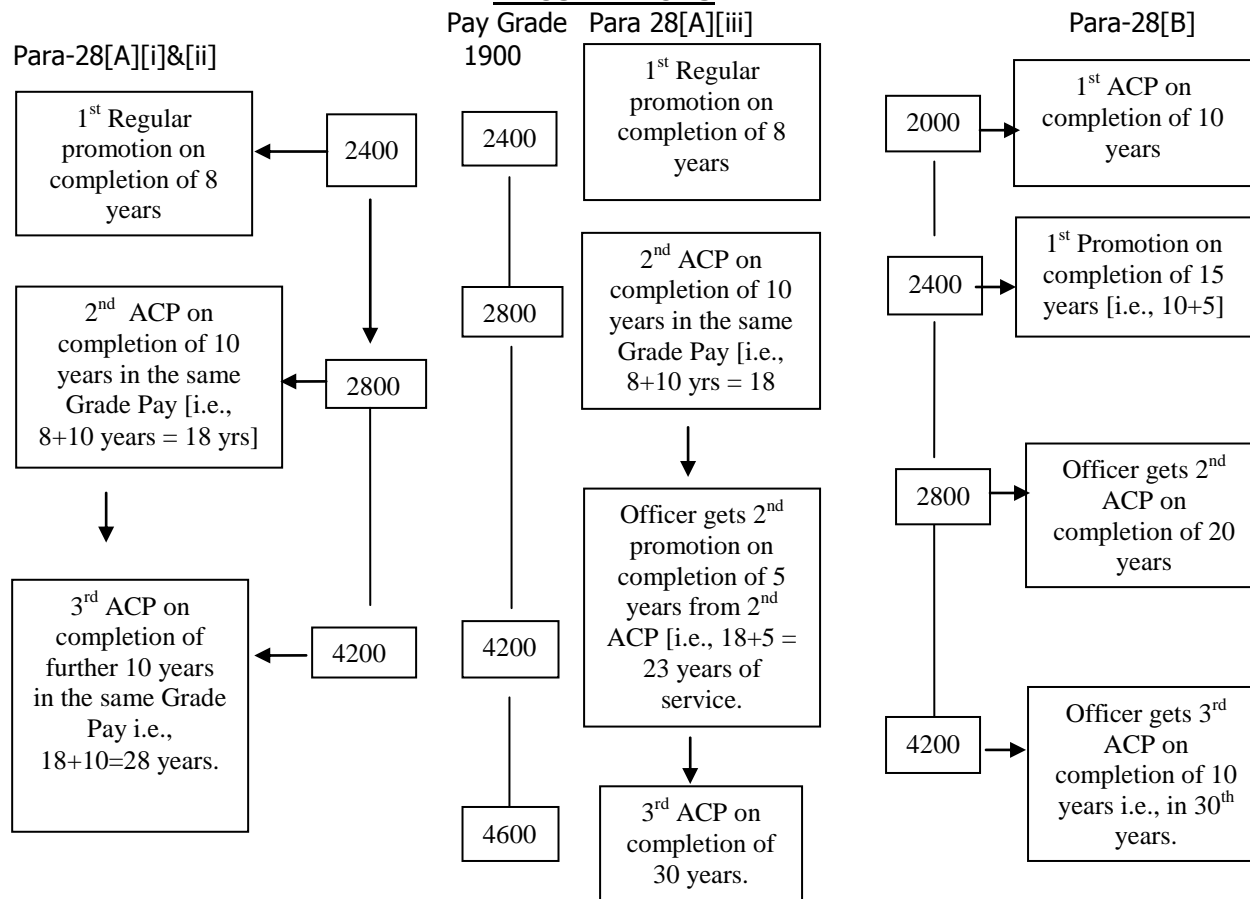 Para-28[A][i]&[ii]
1st Regular
promotion on
completion of 8
years
2400
2nd ACP on
completion of 10
years in the same
Grade Pay [i.e.,
8+10 years = 18 yrs]
2800
3rd ACP on
completion of
further 10 years
in the same Grade
Pay i.e.,
18+10=28 years.
4200
Pay Grade
1900
2400
2800
4200
4600
Para 28[A][iii]
1st Regular
promotion on
completion of 8
years
2nd ACP on
completion of 10
years in the same
Grade Pay [i.e.,
8+10 yrs = 18
Officer gets 2nd
promotion on
completion of 5
years from 2nd
ACP [i.e., 18+5 =
23 years of
service.
3rd ACP on
completion of
30 years.
Para-28[B]
2000
1st ACP on
completion of 10
years
2400
1st Promotion on
completion of 15
years [i.e., 10+5]
2800
Officer gets 2nd
ACP on
completion of 20
years
4200
Officer gets 3rd
ACP on
completion of 10
years i.e., in 30th
years.